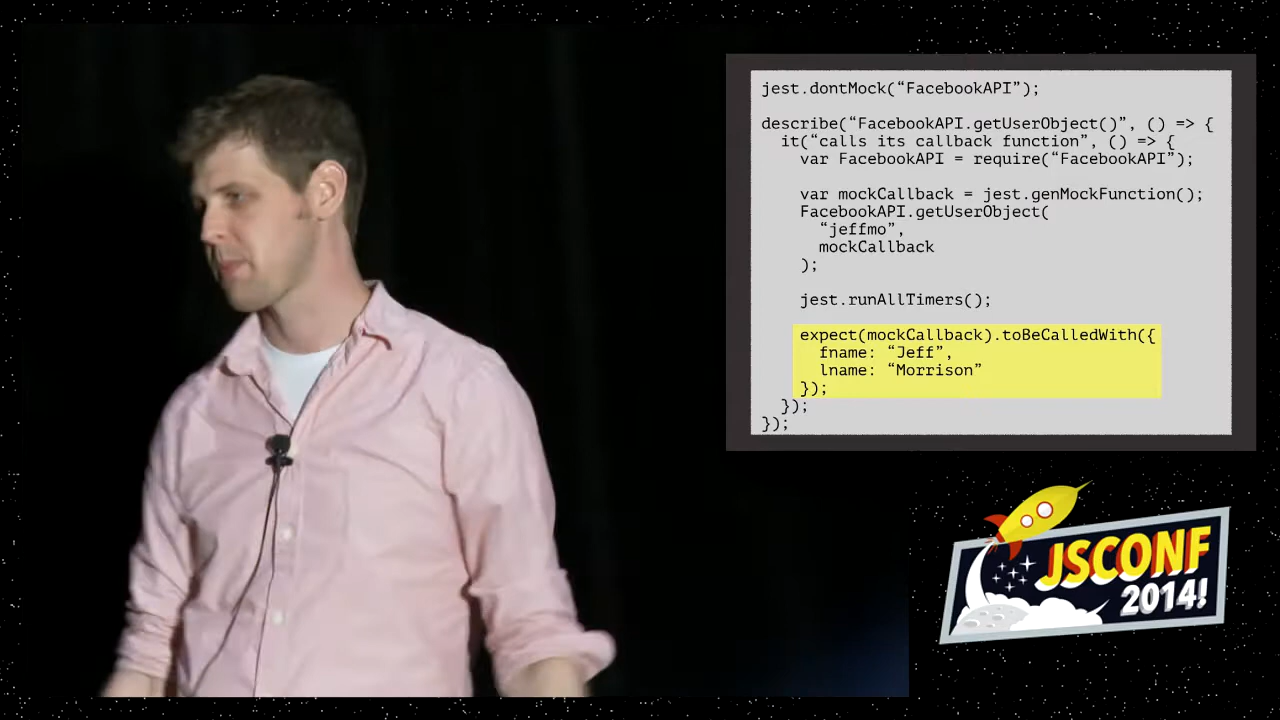 jest.dontMock(“FacebookAPI”);
describe(“FacebookAPI.getUserObject()”, () => {
it(“calls its callback function”, () => {
var FacebookAPI = require(“FacebookAPI”);
var mockCallback = jest.genMockFunction();
FacebookAPI.getUserObject(
“jeffmo”,
mockCallback
);
jest.runAllTimers();
expect(mockCallback).toBeCalledWith({
fname: “Jeff”,
lname: “Morrison”
});
});
});
JSCONF
2014!